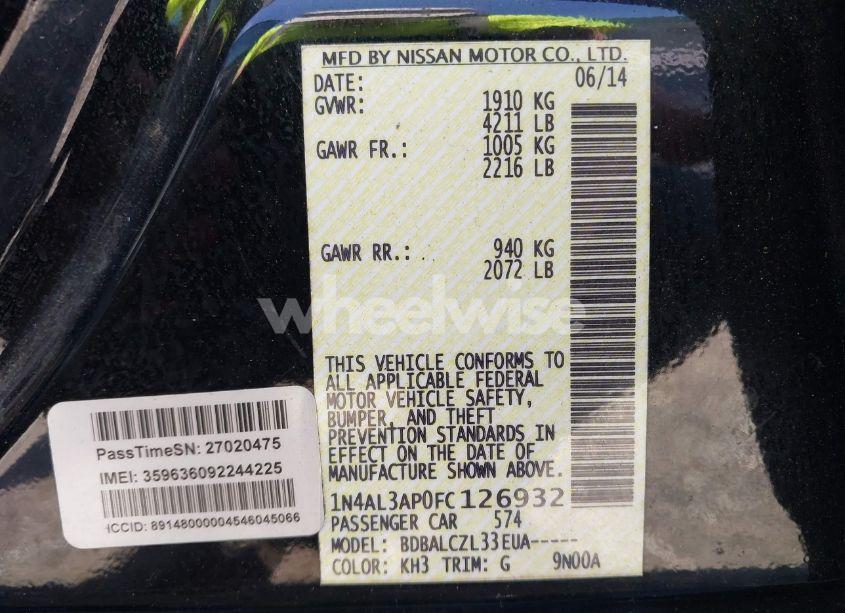 MFD BY NISSAN MOTOR CO., LTD.
DATE: 06/14
GVWR: 1910 KG
4211 LB
GAWR FR.: 1005 KG
2216 LB
GAWR RR.: 940 KG
2072 LB
wheelwise
THIS VEHICLE CONFORMS TO
ALL APPLICABLE FEDERAL
MOTOR VEHICLE SAFETY,
BUMPER, AND THEFT
PREVENTION STANDARDS IN
EFFECT ON THE DATE OF
MANUFACTURE SHOWN ABOVE.
1N4AL3AP0FC126932
PASSENGER CAR 574
MODEL: BDBALCZL33EUA-----
COLOR: KH3 TRIM: G 9N00A
PassTimeSN: 27020475
IMEI: 359636092244225
ICCID: 89148000004546045066